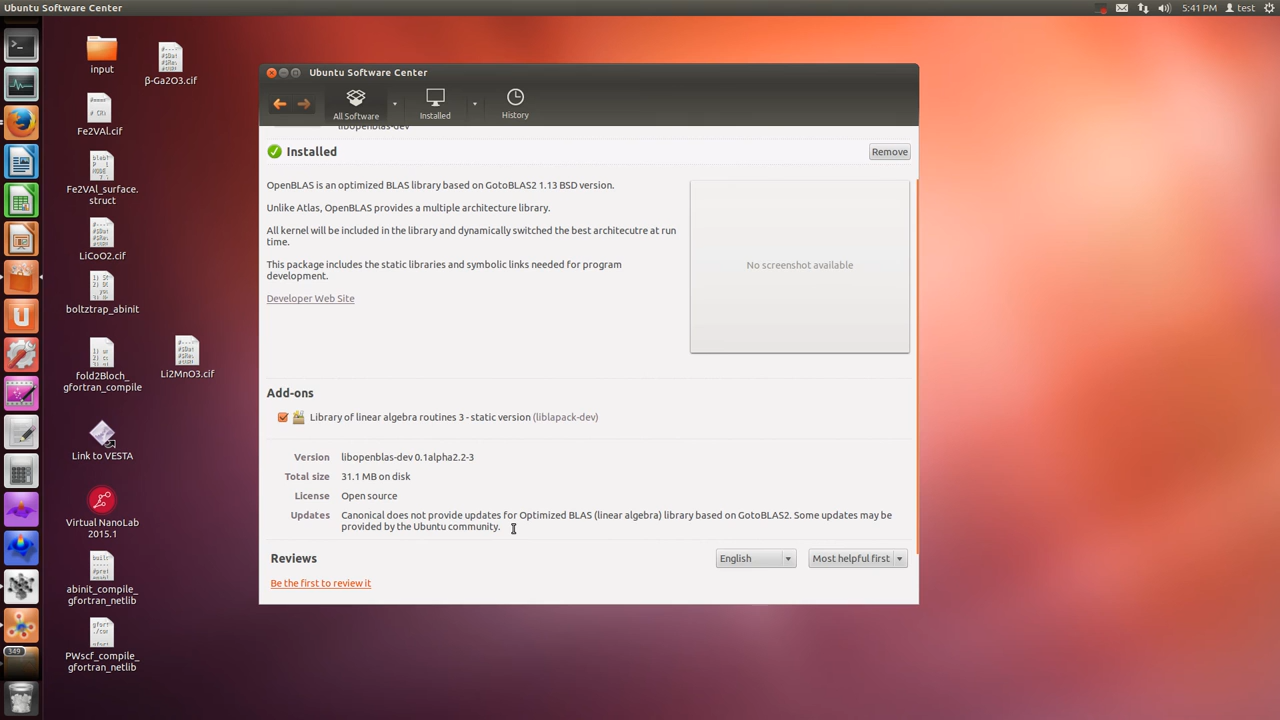 Ubuntu Software Center
5:41 PM
test
input
β-Ga2O3.cif
Fe2VAl.cif
Fe2VAl_surface.
struct
LiCoO2.cif
boltztrap_abinit
fold2Bloch_
gfortran_compile
Li2MnO3.cif
Link to VESTA
Virtual NanoLab
2015.1
abinit_compile_
gfortran_netlib
PWscf_compile_
gfortran_netlib
349
Ubuntu Software Center
All Software
Installed
History
libopenblas-dev
Installed
Remove
OpenBLAS is an optimized BLAS library based on GotoBLAS2 1.13 BSD version.
Unlike Atlas, OpenBLAS provides a multiple architecture library.
All kernel will be included in the library and dynamically switched the best architecutre at run
time.
This package includes the static libraries and symbolic links needed for program
development.
Developer Web Site
No screenshot available
Add-ons
Library of linear algebra routines 3 - static version (liblapack-dev)
Version libopenblas-dev 0.1alpha2.2-3
Total size 31.1 MB on disk
License Open source
Updates Canonical does not provide updates for Optimized BLAS (linear algebra) library based on GotoBLAS2. Some updates may be
provided by the Ubuntu community.
Reviews
English
Most helpful first
Be the first to review it